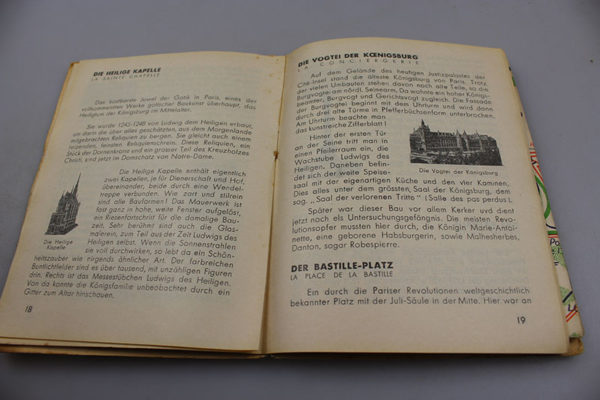 DIE HEILIGE KAPELLE
LA SAINTE CHAPELLE
Das kostbarste Juwel der Gotik in Paris, eines der
vollkommensten Werke gotischer Baukunst überhaupt, das
Heiligtum der Königsburg im Mittelalter.
Sie wurde 1243-1248 von Ludwig dem Heiligen erbaut,
um darin die über alles geschätzten, aus dem Morgenlande
mitgebrachten Reliquien zu bergen. Sie gleicht auch einem
feinen, Reliquienschrein. Diese Reliquien, ein
Stück der Dornenkrone und ein grosser Teil des Kreuzholzes
Christi, sind jetzt im Domschatz von Notre-Dame.
Die Heilige Kapelle enthält eigentlich
zwei Kapellen, je für Dienerschaft und Hof,
übereinander, beide durch eine Wendel-
treppe verbunden. Wie zart und stilrein
sind alle Bauformen! Das Mauerwerk ist
fast ganz in hohe, weite Fenster aufgelöst,
ein Riesenfortschritt für die damalige Bau-
zeit. Sehr berühmt sind auch die Glas-
malereien, zum Teil aus der Zeit Ludwigs des
Heiligen selbst. Wenn die Sonnenstrahlen
sie voll durchwirken, so lebt da ein Schön-
heitszauber wie nirgends ähnlicher Art. Der farbreichen
Buntlichtfelder sind es über tausend, mit unzähligen Figuren
darin. Rechts ist das Messestübchen Ludwigs des Heiligen.
Von da konnte die Königsfamilie unbeobachtet durch ein
Gitter zum Altar hinschauen.
Die Heilige
Kapelle
18
DIE VOGTEI DER KŒNIGSBURG
LA CONCIERGERIE
Auf dem Gelände des heutigen Justizpalastes der
Cité-Insel stand die älteste Königsburg von Paris. Trotz
der vielen Umbauten stehen davon noch alte Teile, so die
Burgvogtei am nördl. Seinearm. Da wohnte ein hoher Königs-
beamter, Burgvogt und Gerichtsvogt zugleich. Die Fassade
der Burgvogtei beginnt mit dem Uhrturm und wird dann
durch drei alte Türme in Pfefferbüchsenform unterbrochen.
Am Uhrturm beachte man
das kunstreiche Zifferblatt!
Hinter der ersten Tür
an der Seine tritt man in
einen Pfeilerraum ein, die
Wachstube Ludwigs des
Heiligen. Daneben befin-
det sich der weite Speise-
saal mit der eigenartigen Küche und den vier Kaminen.
Dies alles unter dem grössten, Saal der Königsburg, dem
sog. „Saal der verlorenen Tritte" (Salle des pas perdus).
Die Vogtei der Königsburg
Später war dieser Bau vor allem Kerker und dient
jetzt noch als Untersuchungsgefängnis. Die meisten Revolu-
tionsopfer mussten hier durch, die Königin Marie-Antoi-
nette, eine geborene Habsburgerin, sowie Malhesherbes,
Danton, sogar Robespierre.
DER BASTILLE-PLATZ
LA PLACE DE LA BASTILLE
Ein durch die Pariser Revolutionen weltgeschichtlich
bekannter Platz mit der Juli-Säule in der Mitte. Hier war an
19